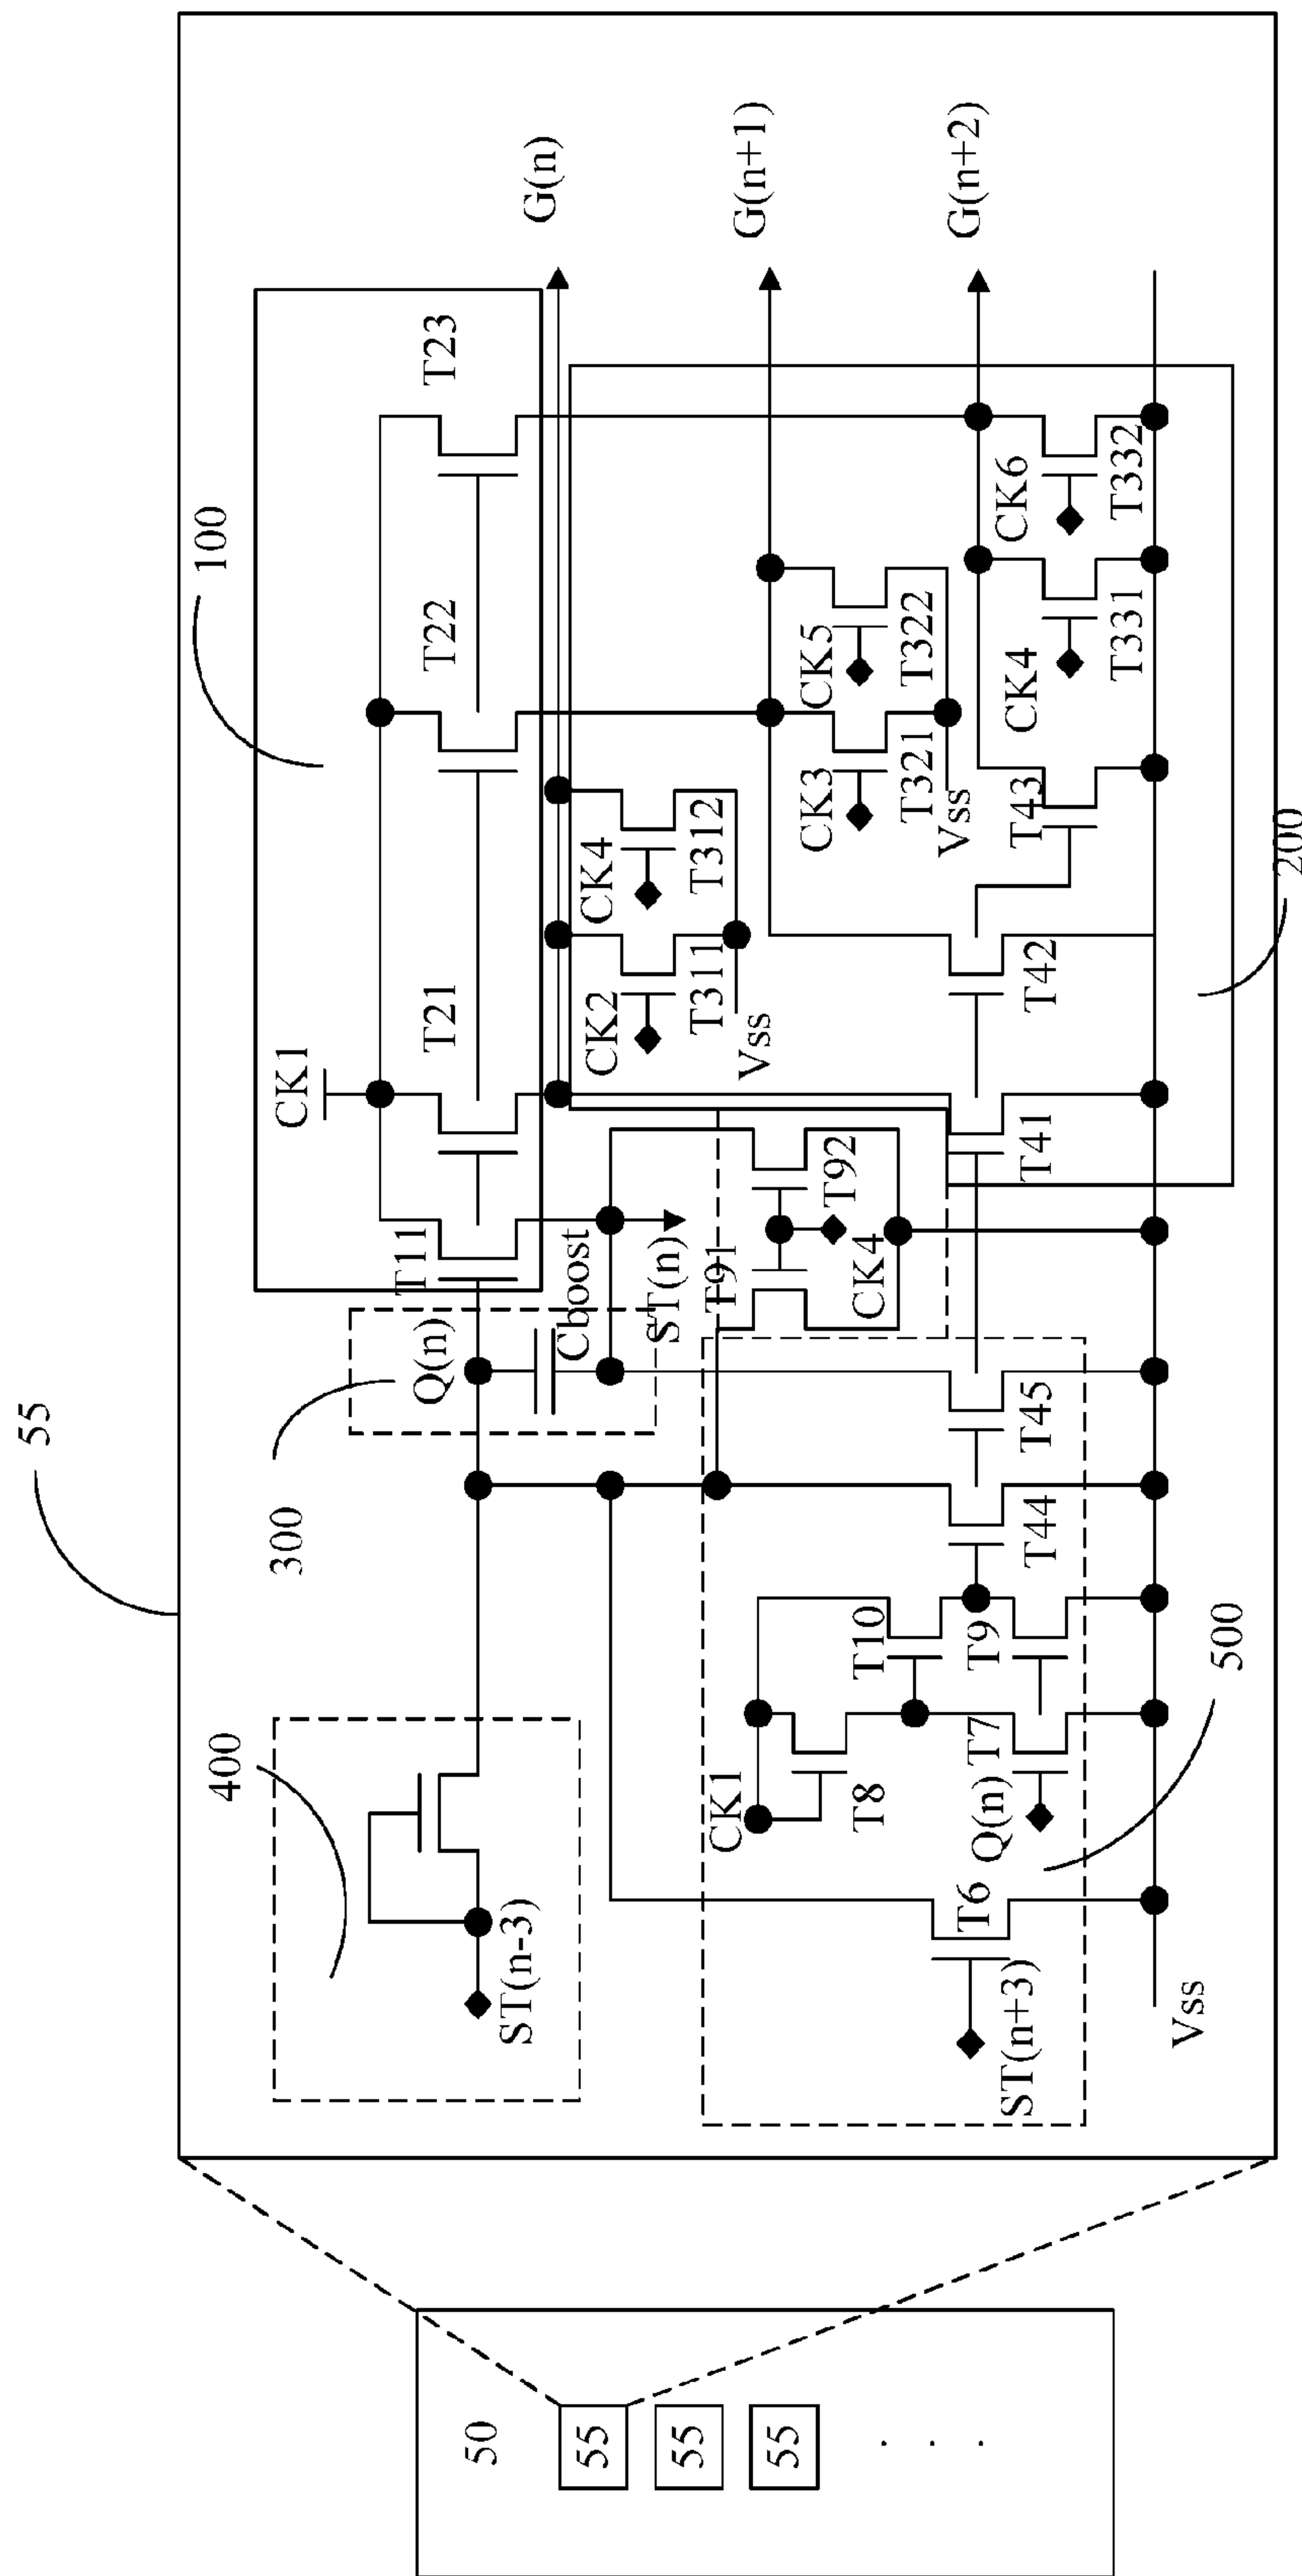 55
50
55
55
55
. . .
400
ST(n-3)
300
Q(n)
Cboost
ST(n)
100
CK1
T11
T21
T22
T23
G(n)
G(n+1)
G(n+2)
CK2
T311
CK4
T312
Vss
CK3
T321
CK5
T322
Vss
CK4
T331
CK6
T332
T43
T42
T41
200
T91
T92
CK4
T45
T44
CK1
T8
T10
T9
T7
Q(n)
T6
ST(n+3)
500
Vss